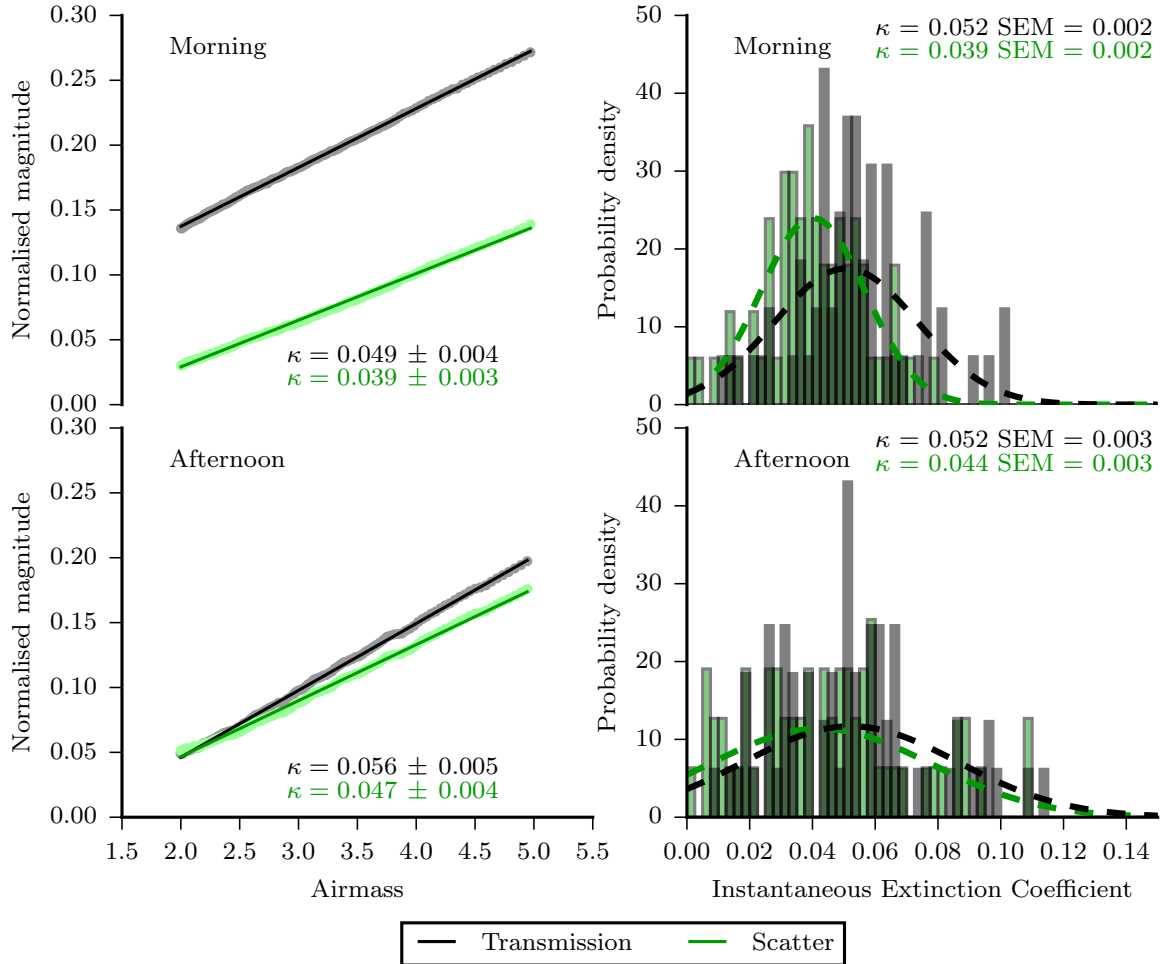 0.30
0.25
0.20
0.15
0.10
0.05
0.00
Normalised magnitude
Morning
κ = 0.049 ± 0.004
κ = 0.039 ± 0.003
50
40
30
20
10
0
Probability density
Morning
κ = 0.052 SEM = 0.002
κ = 0.039 SEM = 0.002
0.30
0.25
0.20
0.15
0.10
0.05
0.00
Normalised magnitude
Afternoon
κ = 0.056 ± 0.005
κ = 0.047 ± 0.004
1.5 2.0 2.5 3.0 3.5 4.0 4.5 5.0 5.5
Airmass
50
40
30
20
10
0
Probability density
Afternoon
κ = 0.052 SEM = 0.003
κ = 0.044 SEM = 0.003
0.00 0.02 0.04 0.06 0.08 0.10 0.12 0.14
Instantaneous Extinction Coefficient
Transmission Scatter